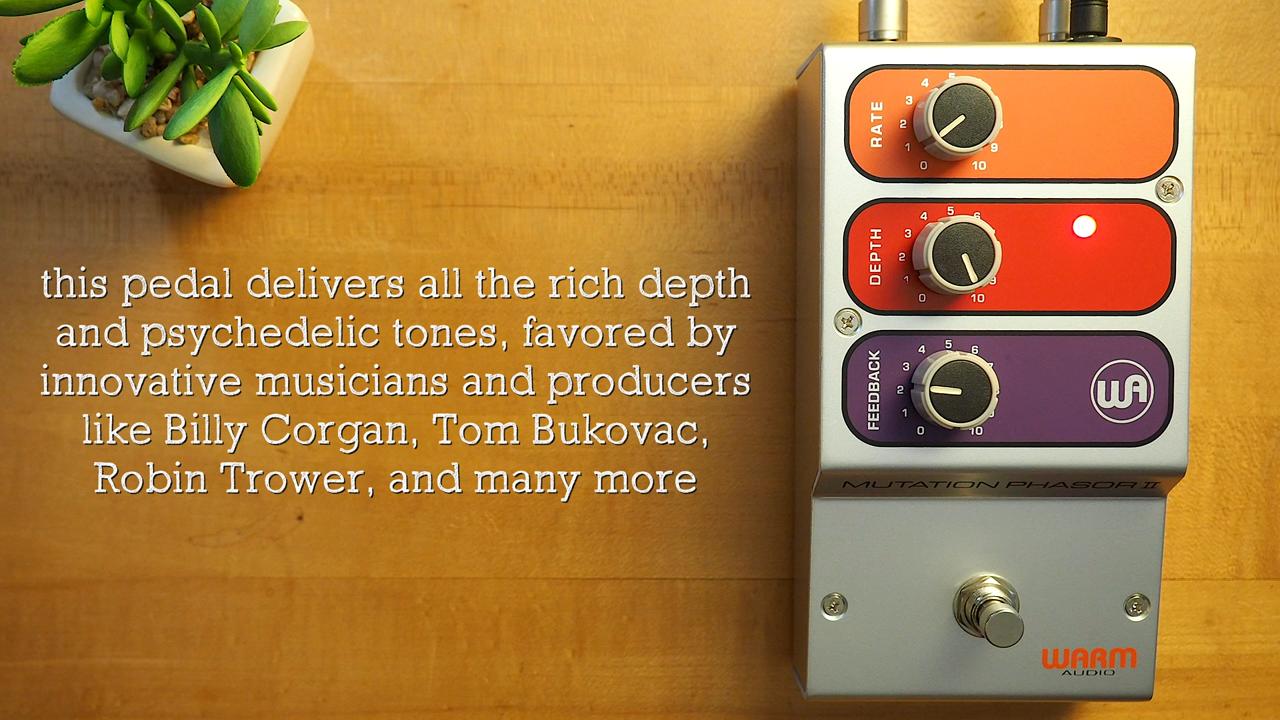 this pedal delivers all the rich depth
and psychedelic tones, favored by
innovative musicians and producers
like Billy Corgan, Tom Bukovac,
Robin Trower, and many more
RATE
0 1 2 3 4 5 9 10
DEPTH
0 1 2 3 4 5 6 10
FEEDBACK
0 1 2 3 4 5 6 10
WA
MUTATION PHASOR II
WARM
AUDIO